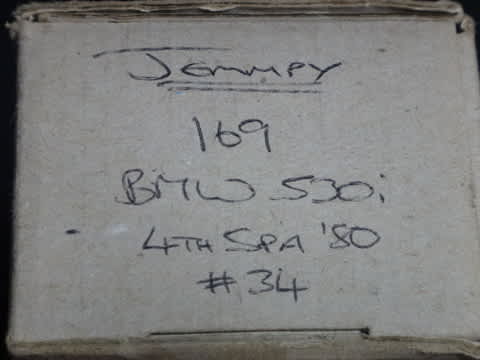 JEMMPY
169
BMW 530i
4TH SPA '80
#34